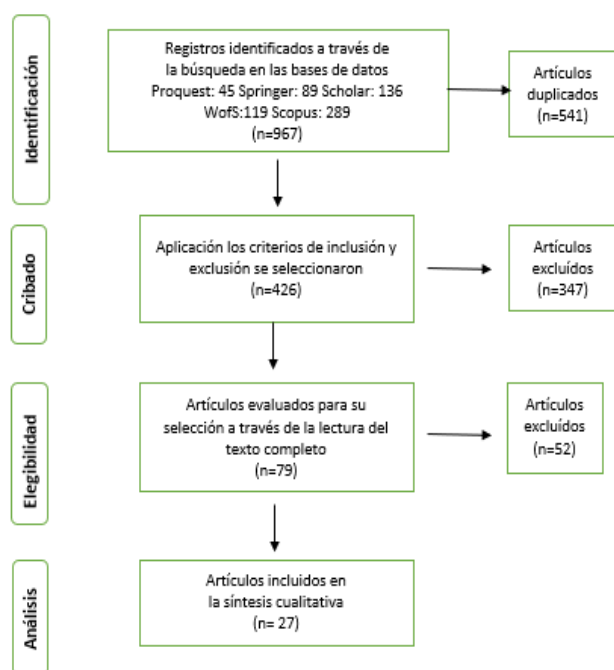 Identificación
Registros identificados a través de
la búsqueda en las bases de datos
Proquest: 45 Springer: 89 Scholar: 136
WofS:119 Scopus: 289
(n=967)
Artículos
duplicados
(n=541)
Cribado
Aplicación los criterios de inclusión y
exclusión se seleccionaron
(n=426)
Artículos
excluídos
(n=347)
Elegibilidad
Artículos evaluados para su
selección a través de la lectura del
texto completo
(n=79)
Artículos
excluídos
(n=52)
Análisis
Artículos incluidos en
la síntesis cualitativa
(n= 27)